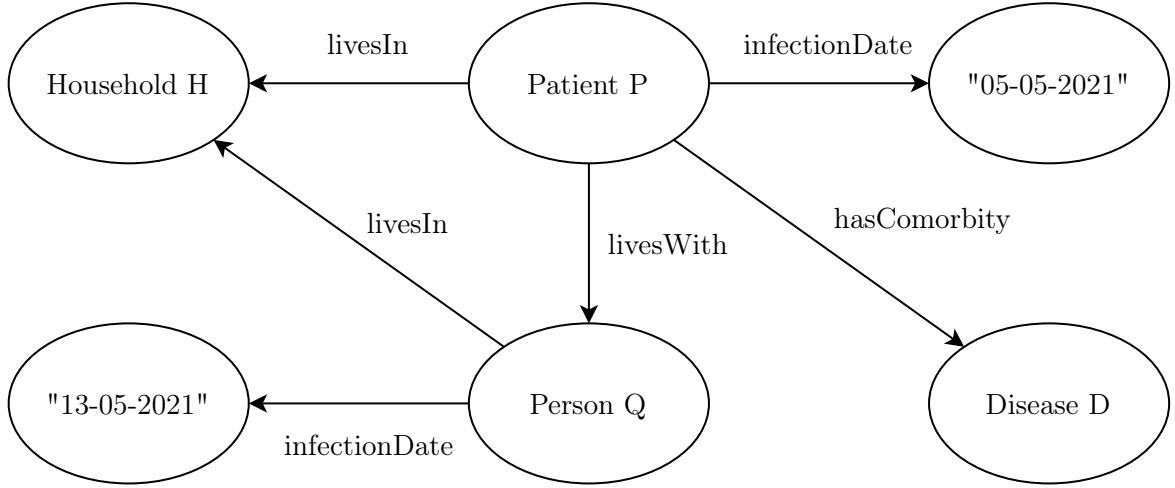 livesIn
infectionDate
Household H
Patient P
"05-05-2021"
livesIn
hasComorbity
livesWith
"13-05-2021"
Person Q
Disease D
infectionDate